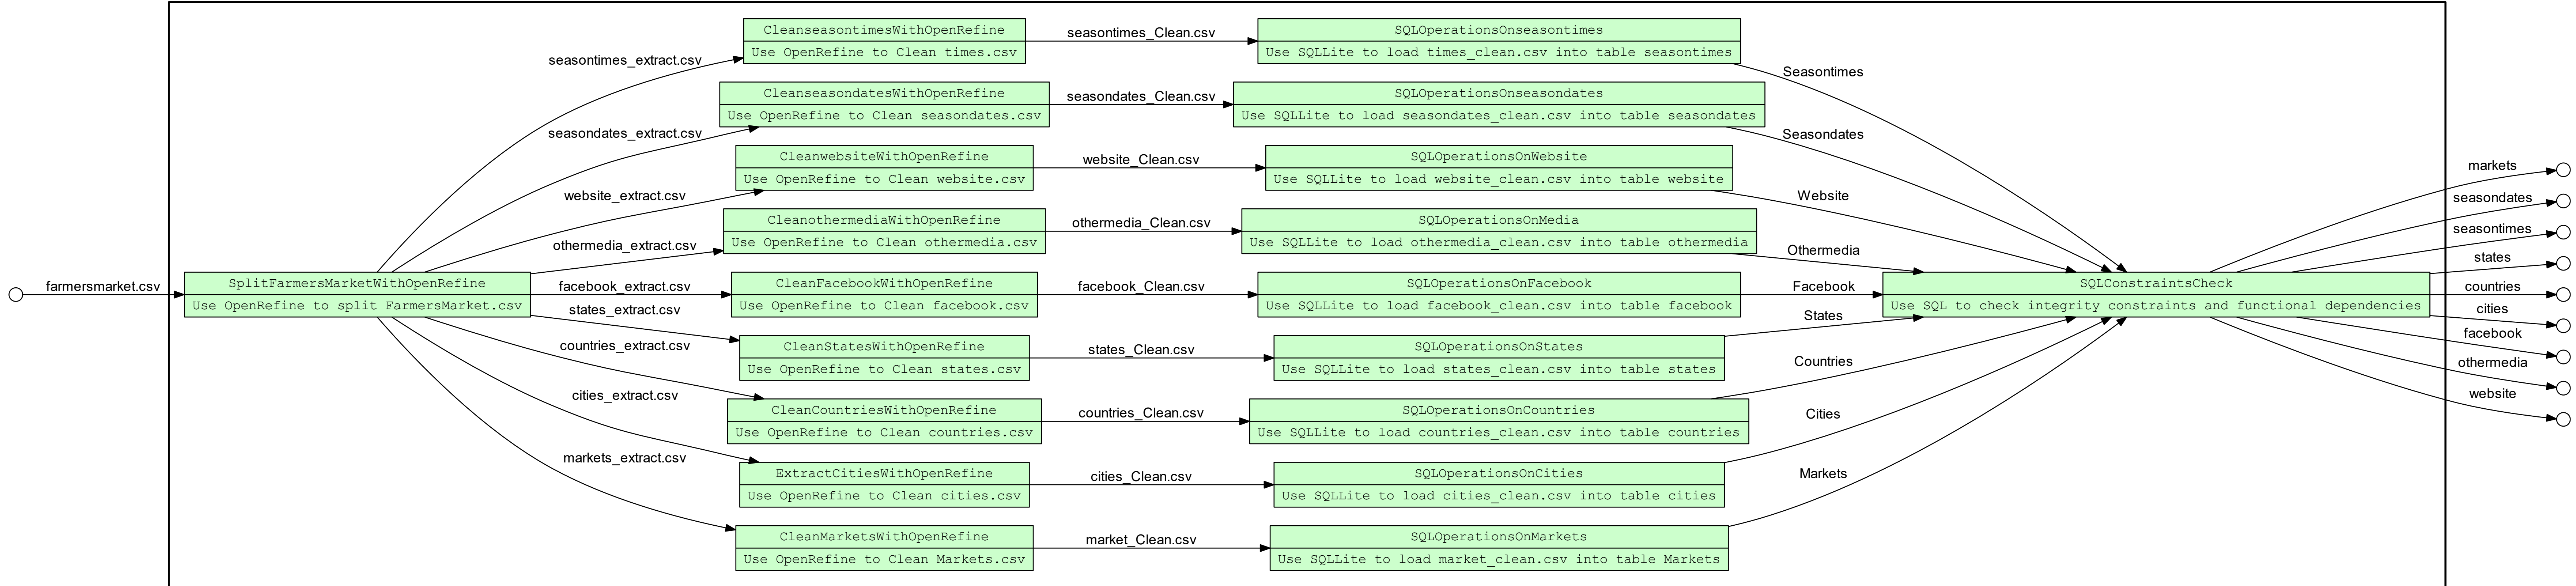 farmersmarket.csv
SplitFarmersMarketWithOpenRefine
Use OpenRefine to split FarmersMarket.csv
seasontimes_extract.csv
seasondates_extract.csv
website_extract.csv
othermedia_extract.csv
facebook_extract.csv
states_extract.csv
countries_extract.csv
cities_extract.csv
markets_extract.csv
CleanseasontimesWithOpenRefine
Use OpenRefine to Clean times.csv
seasontimes_Clean.csv
SQLOperationsOnseasontimes
Use SQLLite to load times_clean.csv into table seasontimes
Seasontimes
CleanseasondatesWithOpenRefine
Use OpenRefine to Clean seasondates.csv
seasondates_Clean.csv
SQLOperationsOnseasondates
Use SQLLite to load seasondates_clean.csv into table seasondates
Seasondates
CleanwebsiteWithOpenRefine
Use OpenRefine to Clean website.csv
website_Clean.csv
SQLOperationsOnWebsite
Use SQLLite to load website_clean.csv into table website
Website
CleanothermediaWithOpenRefine
Use OpenRefine to Clean othermedia.csv
othermedia_Clean.csv
SQLOperationsOnMedia
Use SQLLite to load othermedia_clean.csv into table othermedia
Othermedia
CleanFacebookWithOpenRefine
Use OpenRefine to Clean facebook.csv
facebook_Clean.csv
SQLOperationsOnFacebook
Use SQLLite to load facebook_clean.csv into table facebook
Facebook
CleanStatesWithOpenRefine
Use OpenRefine to Clean states.csv
states_Clean.csv
SQLOperationsOnStates
Use SQLLite to load states_clean.csv into table states
States
CleanCountriesWithOpenRefine
Use OpenRefine to Clean countries.csv
countries_Clean.csv
SQLOperationsOnCountries
Use SQLLite to load countries_clean.csv into table countries
Countries
ExtractCitiesWithOpenRefine
Use OpenRefine to Clean cities.csv
cities_Clean.csv
SQLOperationsOnCities
Use SQLLite to load cities_clean.csv into table cities
Cities
CleanMarketsWithOpenRefine
Use OpenRefine to Clean Markets.csv
market_Clean.csv
SQLOperationsOnMarkets
Use SQLLite to load market_clean.csv into table Markets
Markets
SQLConstraintsCheck
Use SQL to check integrity constraints and functional dependencies
markets
seasondates
seasontimes
states
countries
cities
facebook
othermedia
website